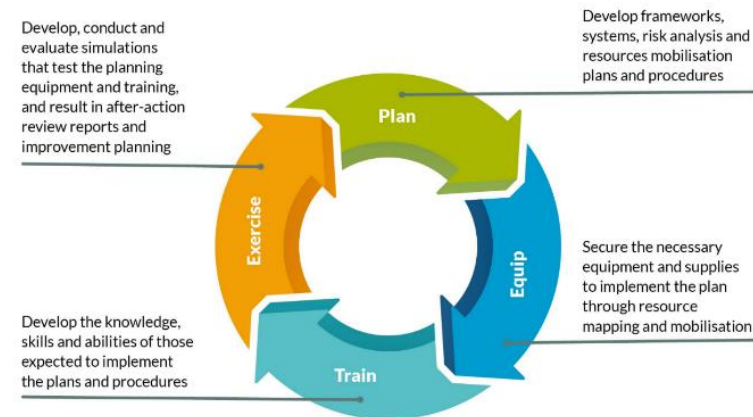 Develop, conduct and
evaluate simulations
that test the planning
equipment and training,
and result in after-action
review reports and
improvement planning
Develop frameworks,
systems, risk analysis and
resources mobilisation
plans and procedures
Plan
Exercise
Equip
Secure the necessary
equipment and supplies
to implement the plan
through resource
mapping and mobilisation
Develop the knowledge,
skills and abilities of those
expected to implement
the plans and procedures
Train